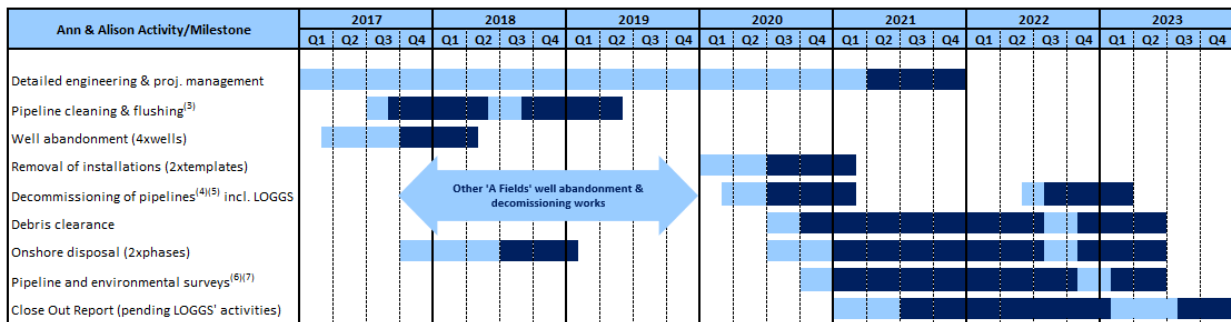 Ann & Alison Activity/Milestone
2017 2018 2019 2020 2021 2022 2023
Q1 Q2 Q3 Q4 Q1 Q2 Q3 Q4 Q1 Q2 Q3 Q4 Q1 Q2 Q3 Q4 Q1 Q2 Q3 Q4 Q1 Q2 Q3 Q4 Q1 Q2 Q3 Q4
Detailed engineering & proj. management
Pipeline cleaning & flushing(3)
Well abandonment (4xwells)
Removal of installations (2xtemplates)
Decommissioning of pipelines(4)(5) incl. LOGGS
Other 'A Fields' well abandonment &
decomissioning works
Debris clearance
Onshore disposal (2xphases)
Pipeline and environmental surveys(6)(7)
Close Out Report (pending LOGGS' activities)